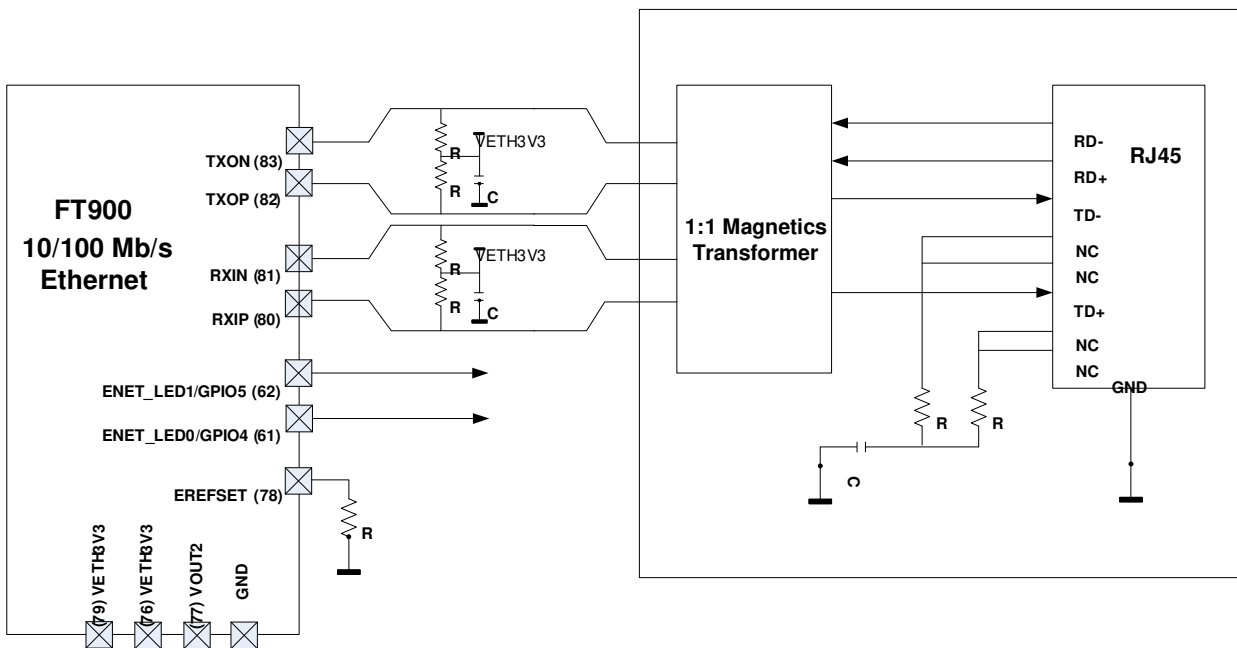 FT900
10/100 Mb/s
Ethernet
TXON (83)
TXOP (82)
RXIN (81)
RXIP (80)
ENET_LED1/GPIO5 (62)
ENET_LED0/GPIO4 (61)
EREFSET (78)
(79) VETH3V3
(76) VETH3V3
(77) VOUT2
GND
R
VETH3V3
R
C
R
VETH3V3
R
C
R
1:1 Magnetics
Transformer
RJ45
RD-
RD+
TD-
NC
NC
TD+
NC
NC
GND
R
R
C